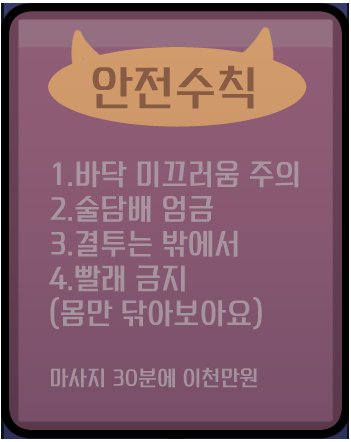 안전수칙
1.바닥 미끄러움 주의
2.술담배 엄금
3.결투는 밖에서
4.빨래 금지
(몸만 닦아보아요)
마사지 30분에 이천만원